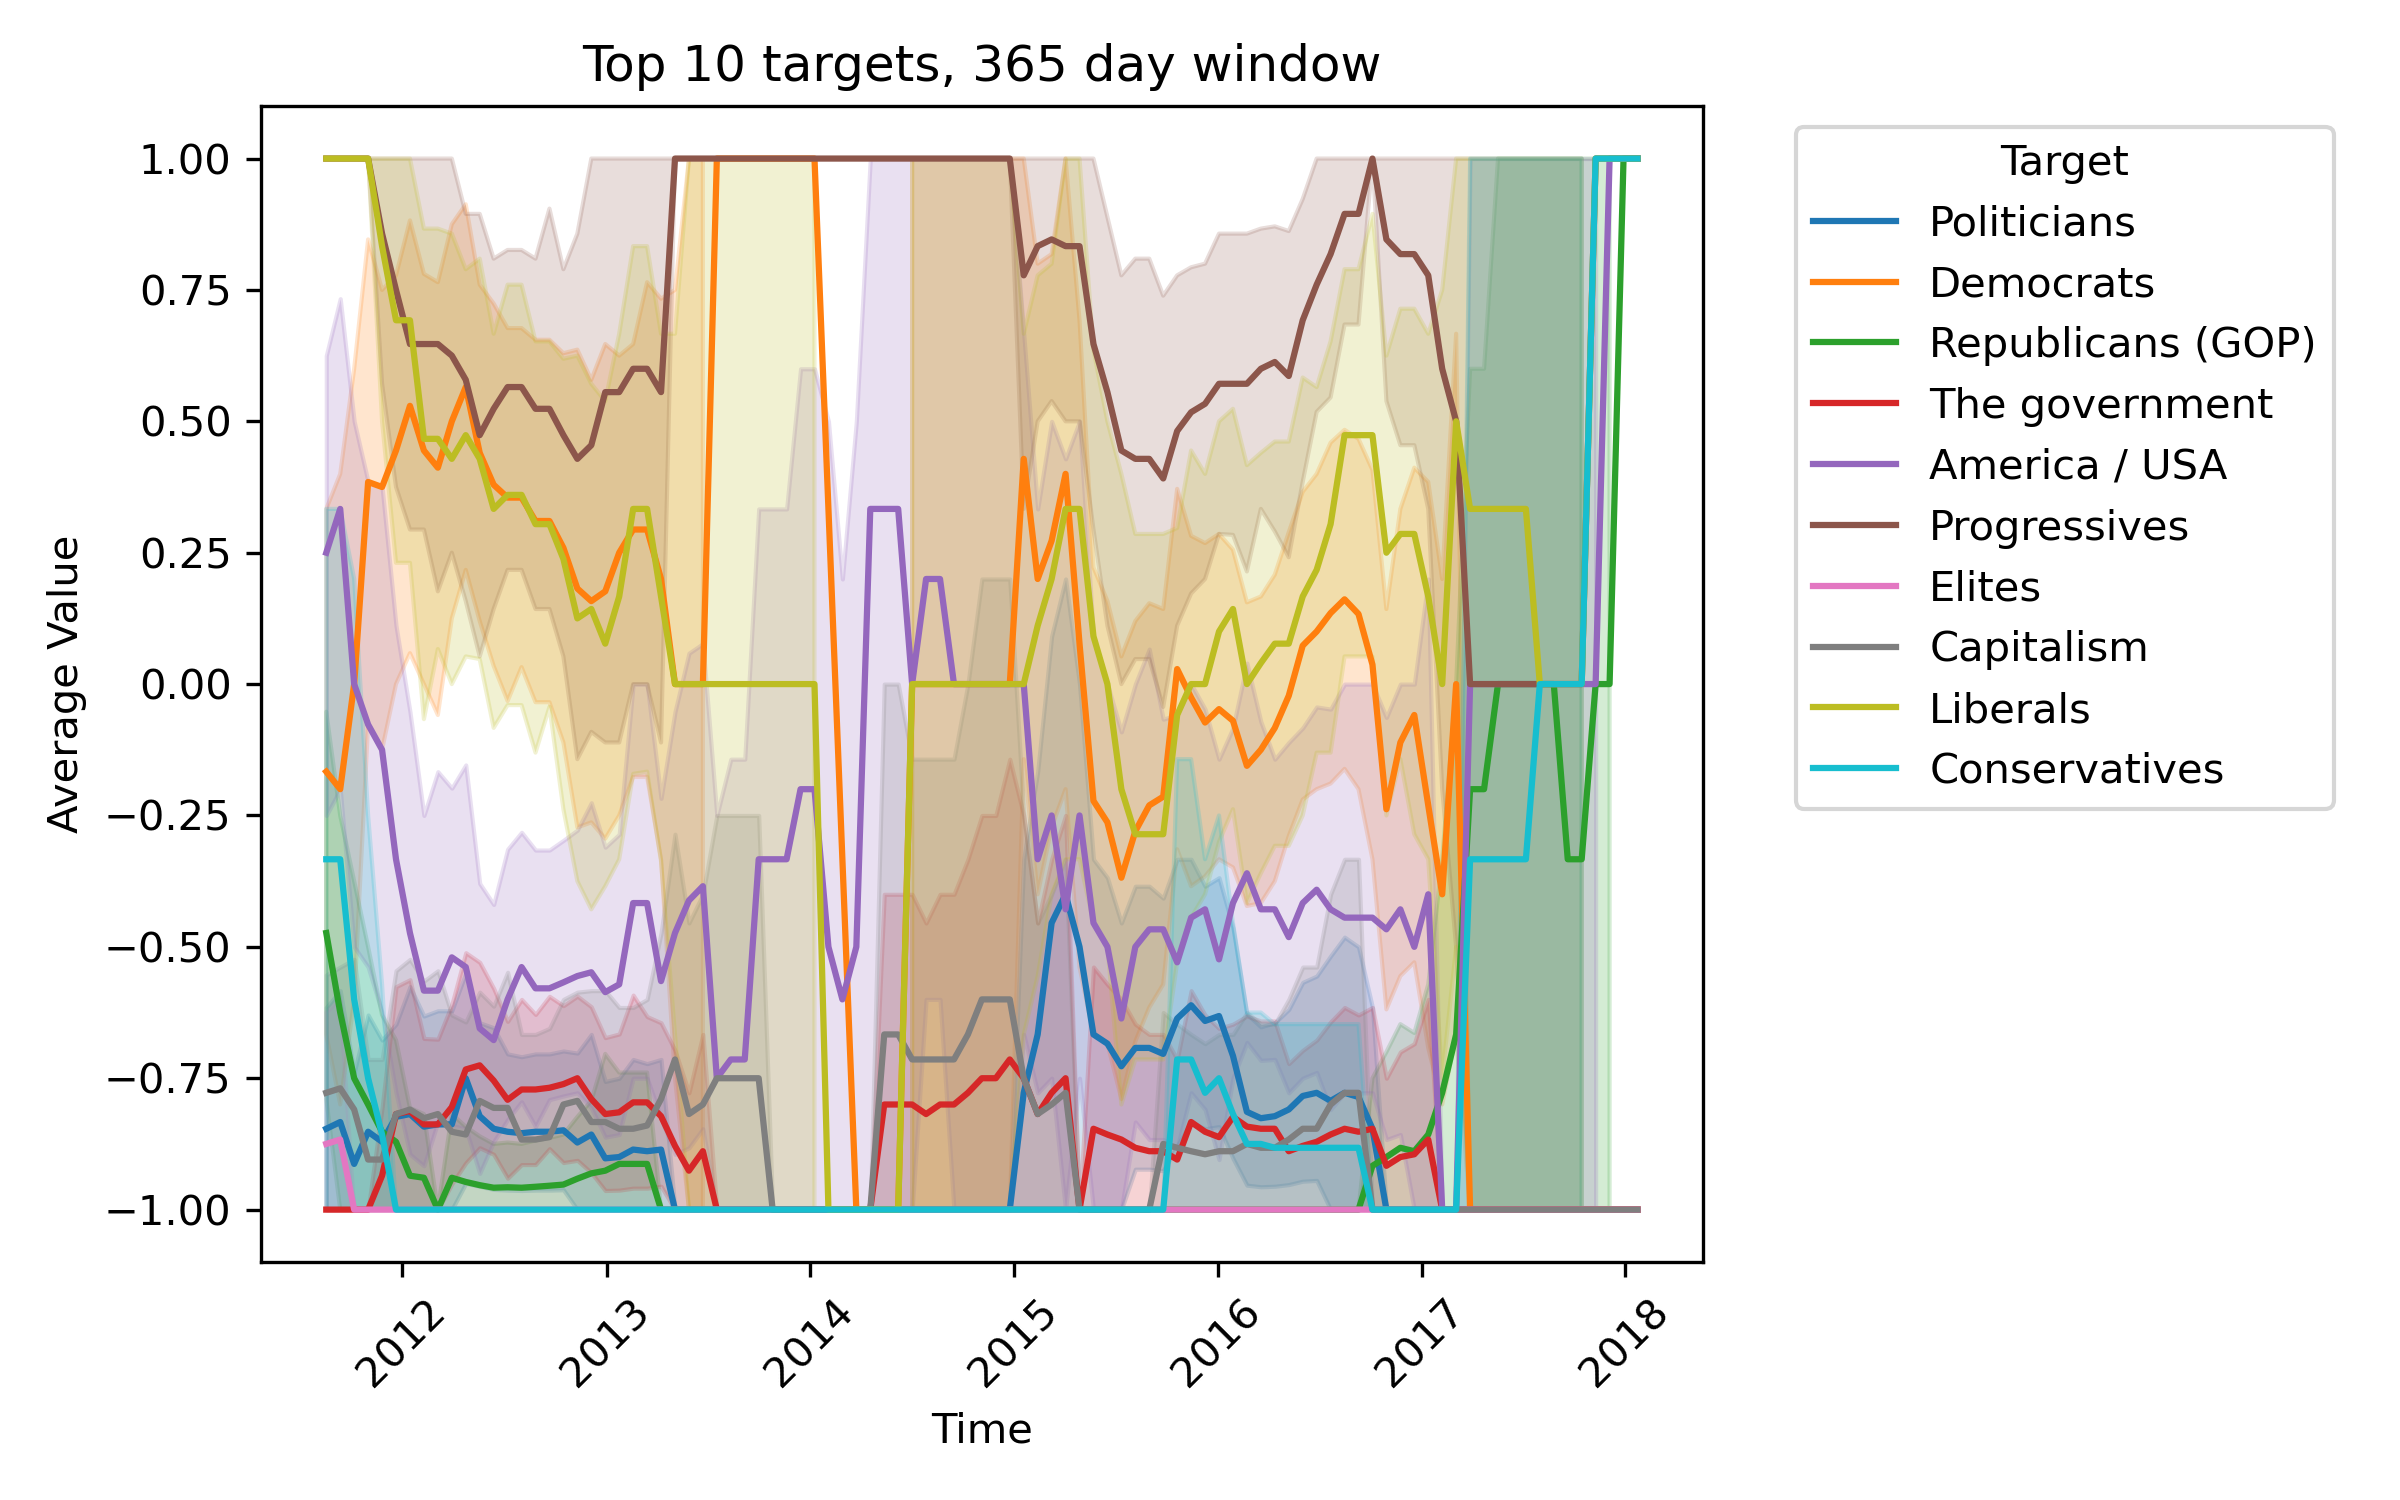 Top 10 targets, 365 day window
Average Value
1.00
0.75
0.50
0.25
0.00
−0.25
−0.50
−0.75
−1.00
2012
2013
2014
2015
2016
2017
2018
Time
Target
Politicians
Democrats
Republicans (GOP)
The government
America / USA
Progressives
Elites
Capitalism
Liberals
Conservatives